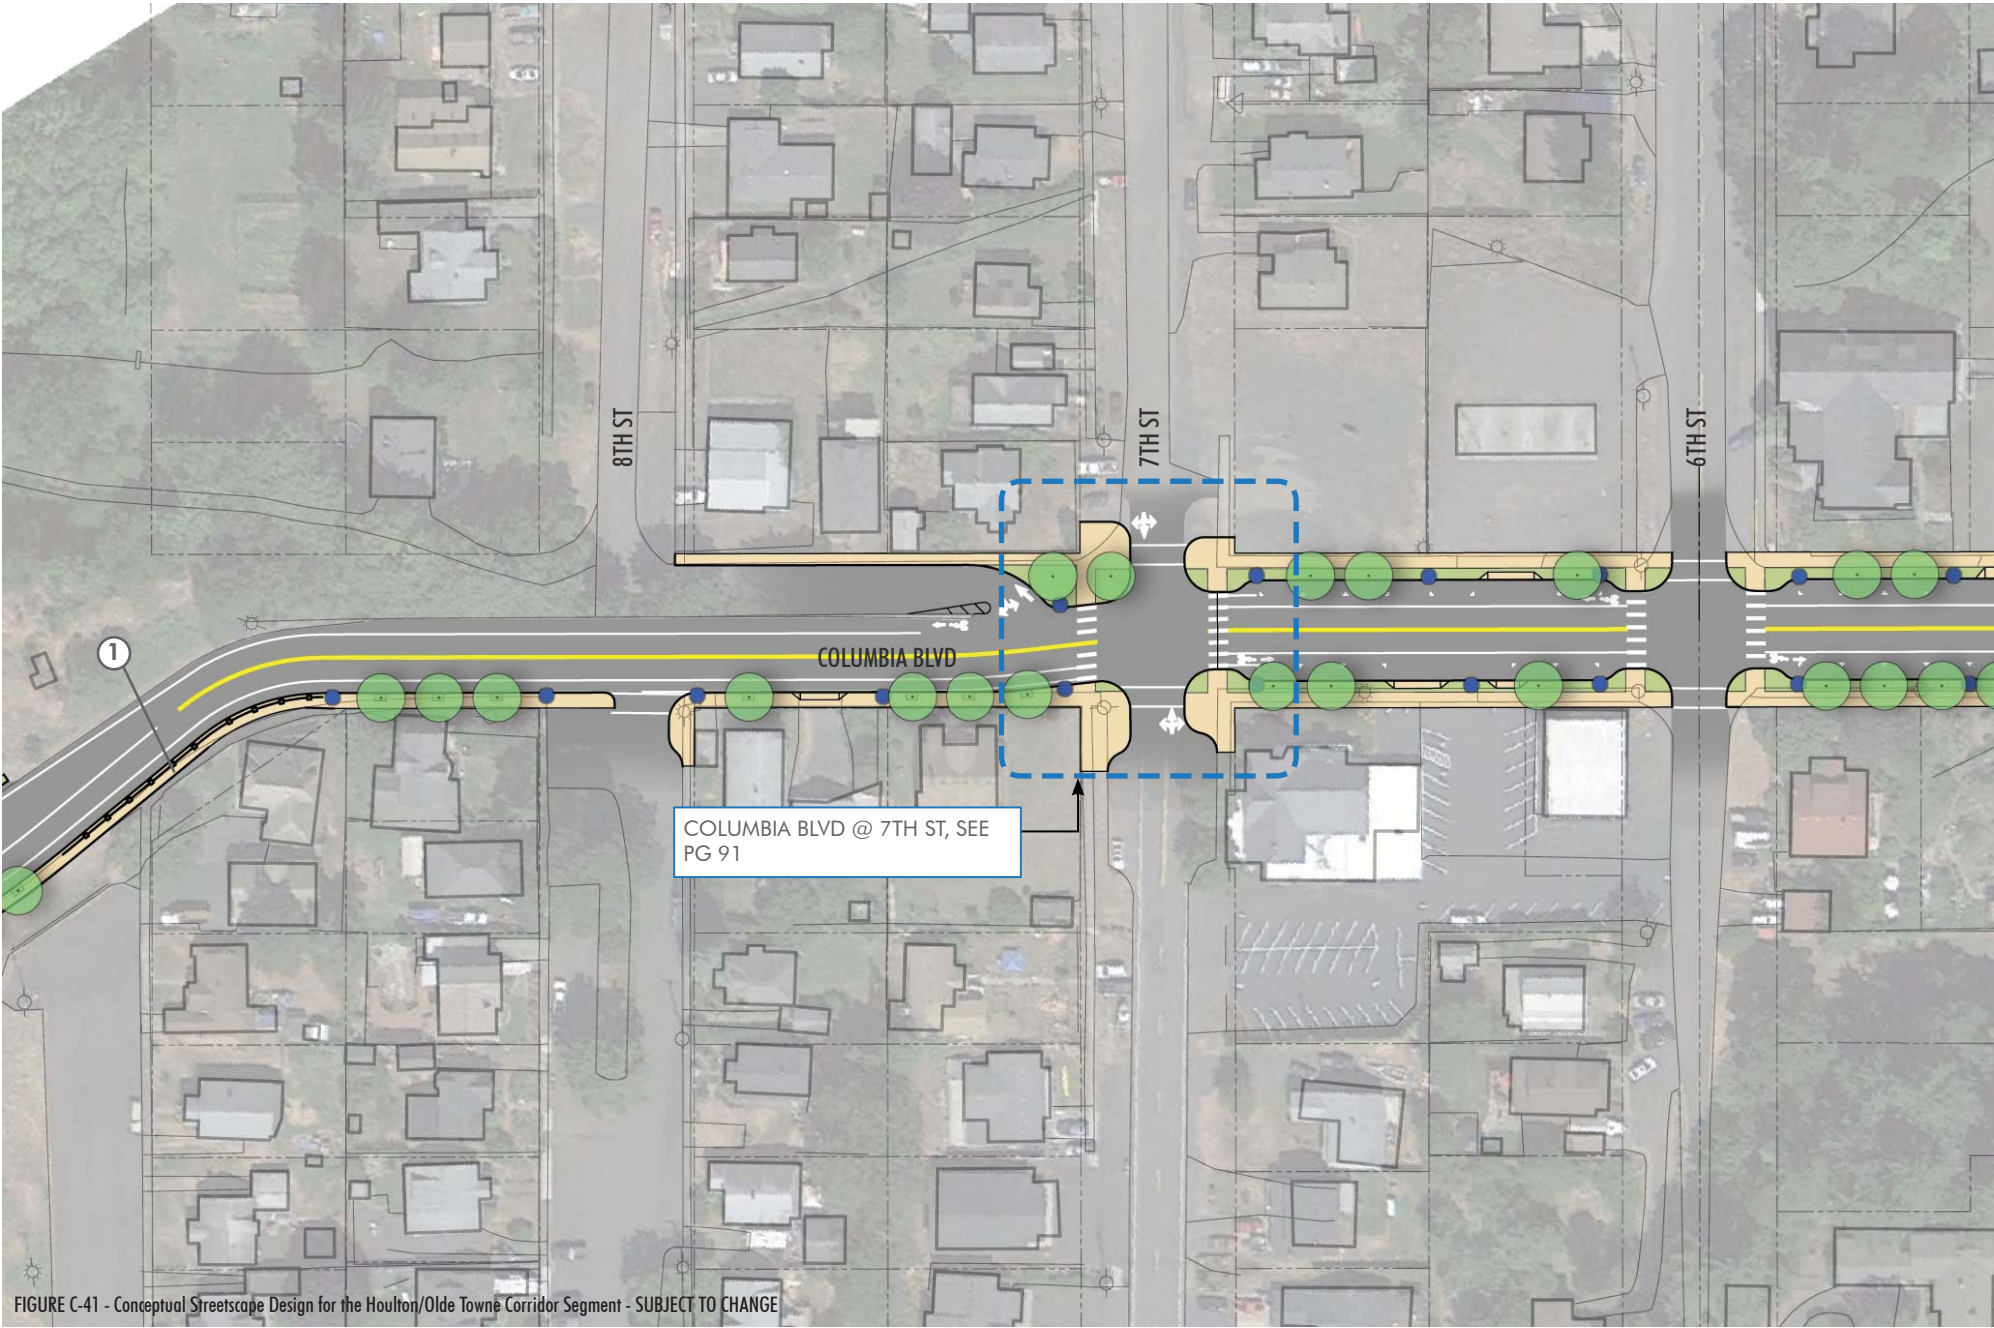 8TH ST
7TH ST
6TH ST
1
COLUMBIA BLVD
COLUMBIA BLVD @ 7TH ST, SEE
PG 91
FIGURE C-41 - Conceptual Streetscape Design for the Houlton/Olde Towne Corridor Segment - SUBJECT TO CHANGE